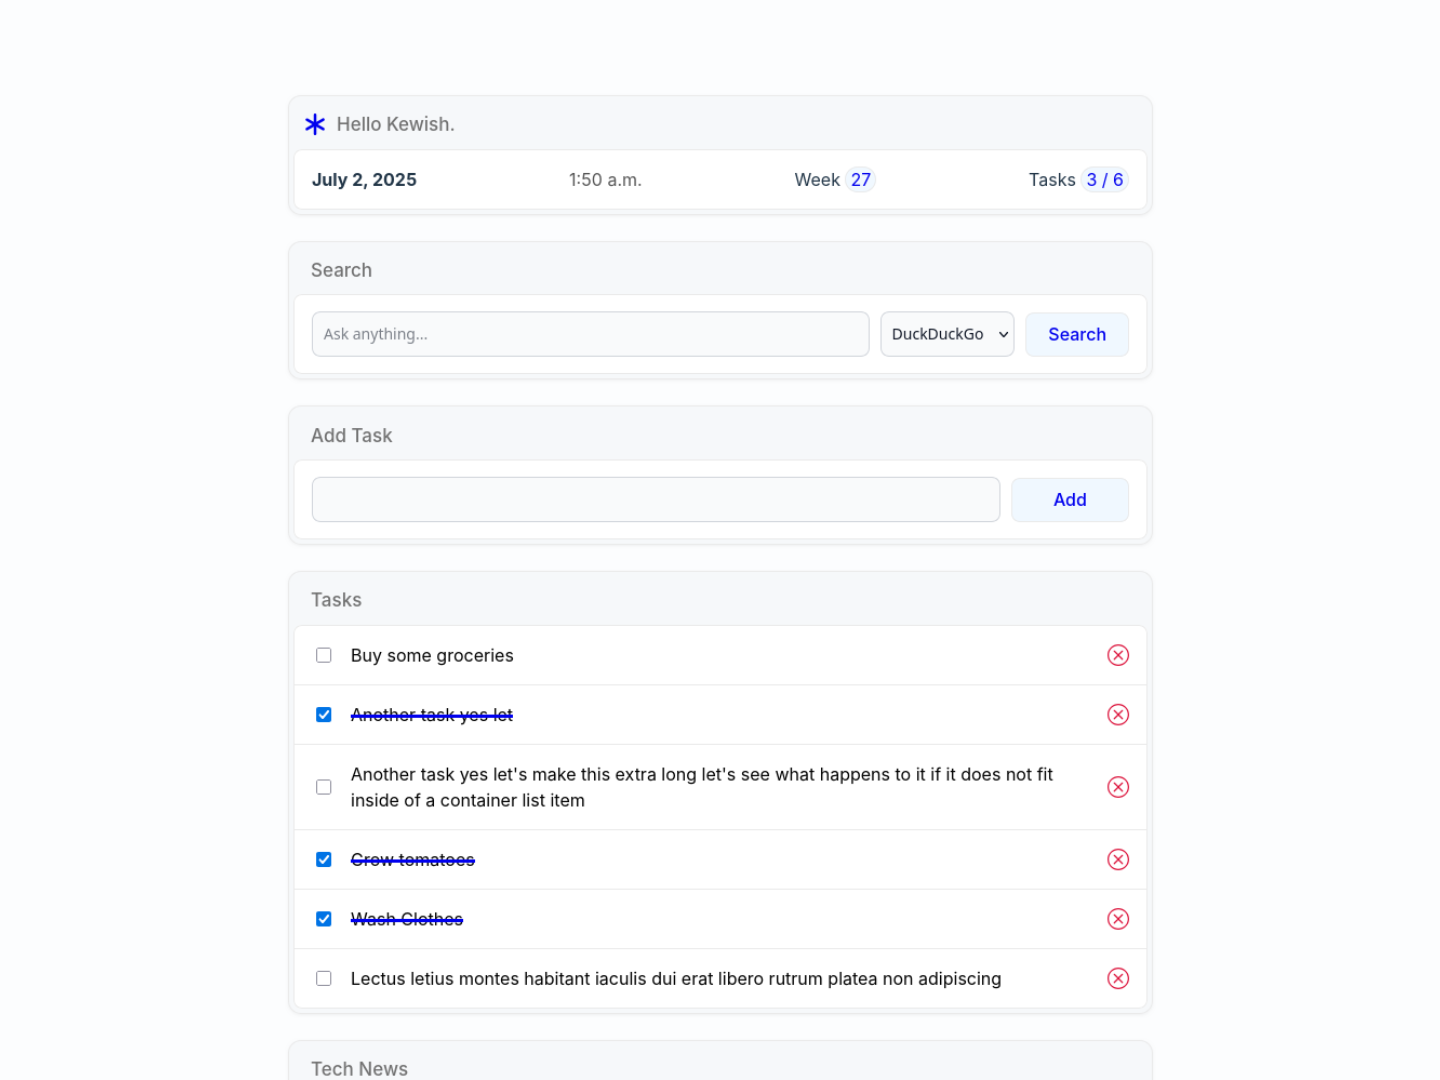 Hello Kewish.
July 2, 2025 1:50 a.m. Week 27 Tasks 3 / 6
Search
Ask anything... DuckDuckGo Search
Add Task
Add
Tasks
Buy some groceries
Another task yes let
Another task yes let's make this extra long let's see what happens to it if it does not fit
inside of a container list item
Grow tomatoes
Wash Clothes
Lectus letius montes habitant iaculis dui erat libero rutrum platea non adipiscing
Tech News